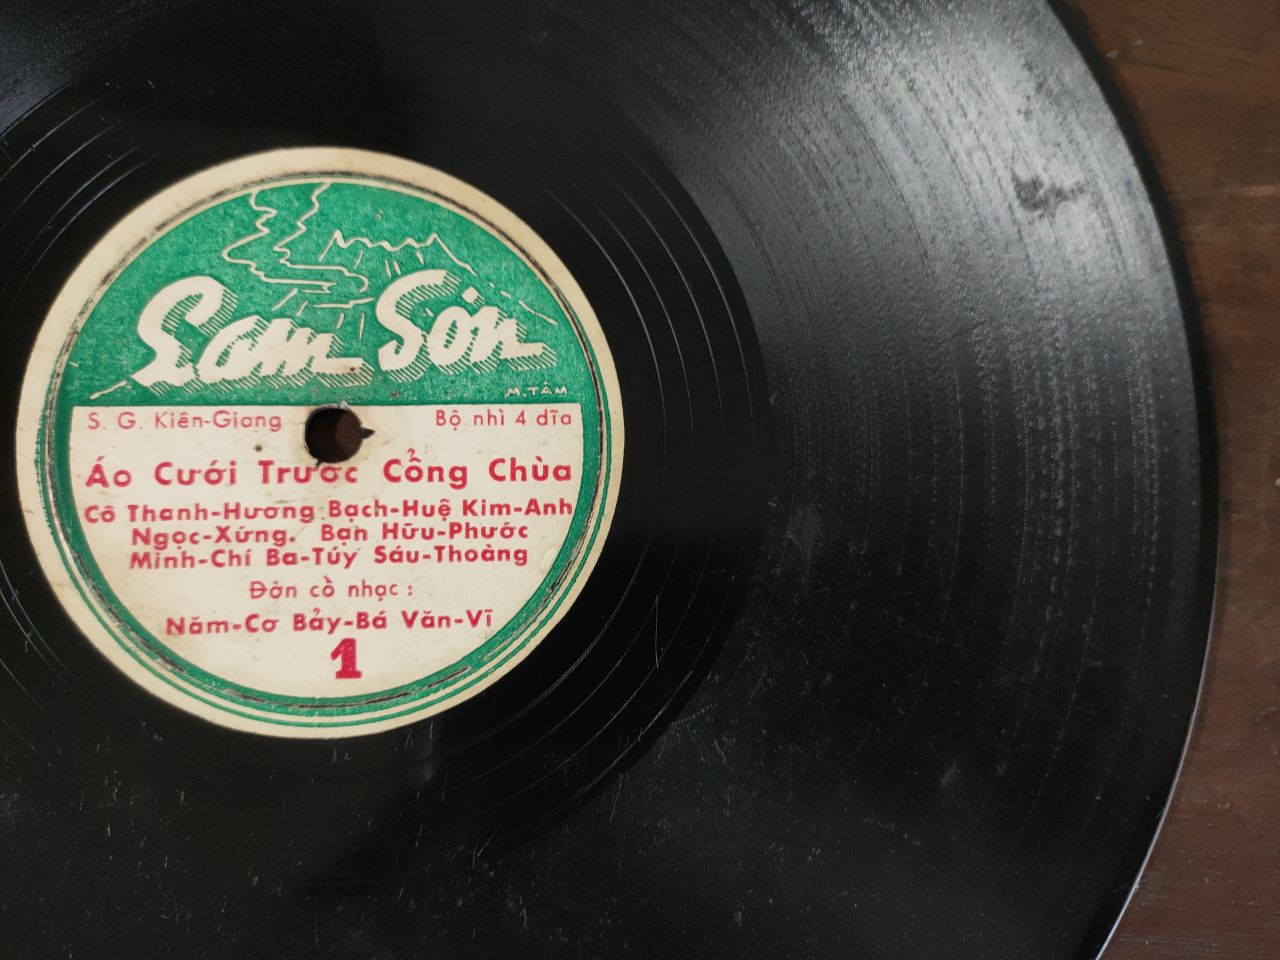 Lam Sơn
M. TÂM
S. G. Kiên-Giang Bộ nhì 4 dĩa
Áo Cưới Trước Cổng Chùa
Cô Thanh-Hương Bạch-Huệ Kim-Anh
Ngọc-Xứng. Bạn Hữu-Phước
Minh-Chí Ba-Túy Sáu-Thoàng
Đờn cồ nhạc :
Năm-Cơ Bảy-Bá Văn-Vĩ
1